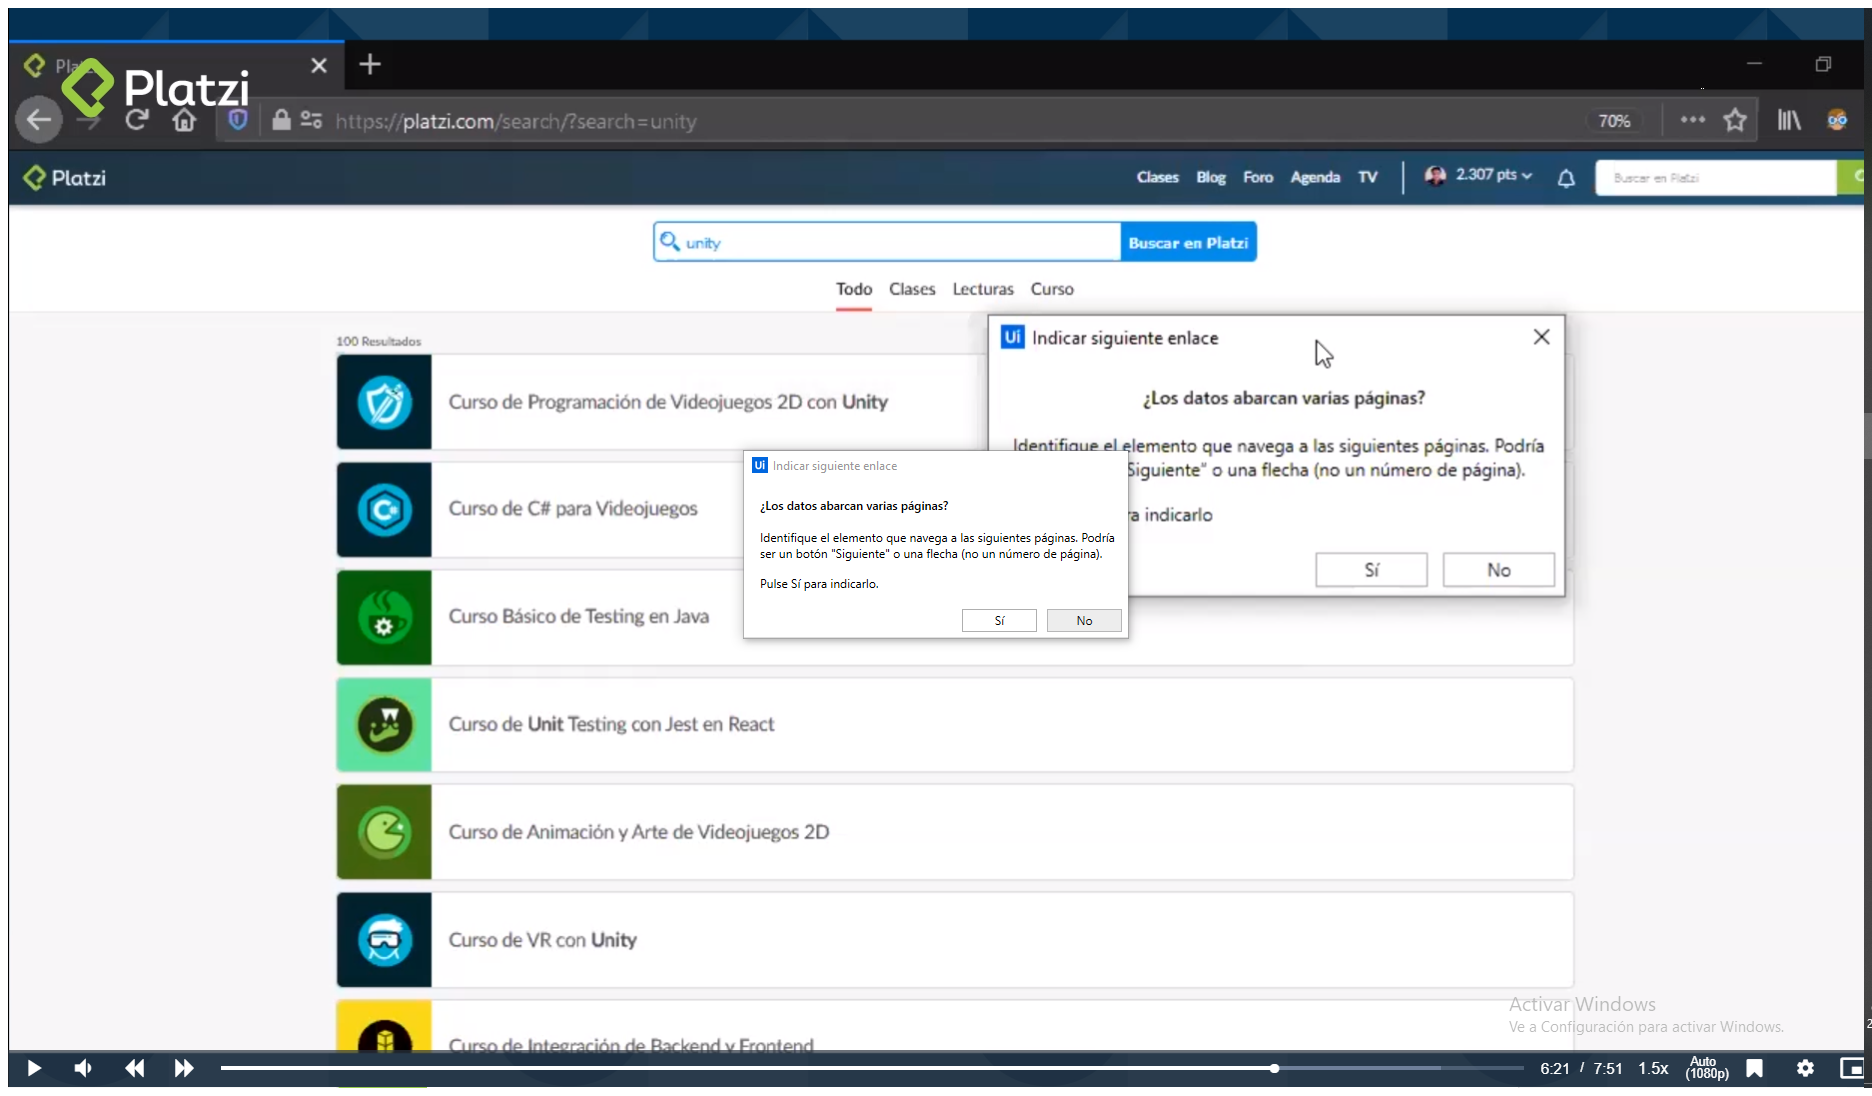 Platzi
https://platzi.com/search/?search=unity
70%
Platzi
Clases Blog Foro Agenda TV
2.307 pts
Buscar en Platzi
unity
Buscar en Platzi
Todo Clases Lecturas Curso
100 Resultados
Curso de Programación de Videojuegos 2D con Unity
Curso de C# para Videojuegos
Curso Básico de Testing en Java
Curso de Unit Testing con Jest en React
Curso de Animación y Arte de Videojuegos 2D
Curso de VR con Unity
Curso de Integración de Backend y Frontend
Ui Indicar siguiente enlace
¿Los datos abarcan varias páginas?
Identifique el elemento que navega a las siguientes páginas. Podría
Siguiente" o una flecha (no un número de página).
ra indicarlo
Sí No
Ui Indicar siguiente enlace
¿Los datos abarcan varias páginas?
Identifique el elemento que navega a las siguientes páginas. Podría
ser un botón "Siguiente" o una flecha (no un número de página).
Pulse Sí para indicarlo.
Sí No
Activar Windows
Ve a Configuración para activar Windows.
6:21 / 7:51 1.5x Auto
(1080p)